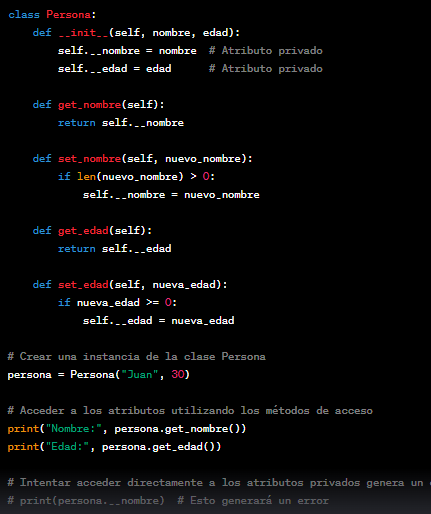 class Persona:
    def __init__(self, nombre, edad):
        self.__nombre = nombre  # Atributo privado
        self.__edad = edad      # Atributo privado

    def get_nombre(self):
        return self.__nombre

    def set_nombre(self, nuevo_nombre):
        if len(nuevo_nombre) > 0:
            self.__nombre = nuevo_nombre

    def get_edad(self):
        return self.__edad

    def set_edad(self, nueva_edad):
        if nueva_edad >= 0:
            self.__edad = nueva_edad

# Crear una instancia de la clase Persona
persona = Persona("Juan", 30)

# Acceder a los atributos utilizando los métodos de acceso
print("Nombre:", persona.get_nombre())
print("Edad:", persona.get_edad())

# Intentar acceder directamente a los atributos privados genera un
# print(persona.__nombre)  # Esto generará un error